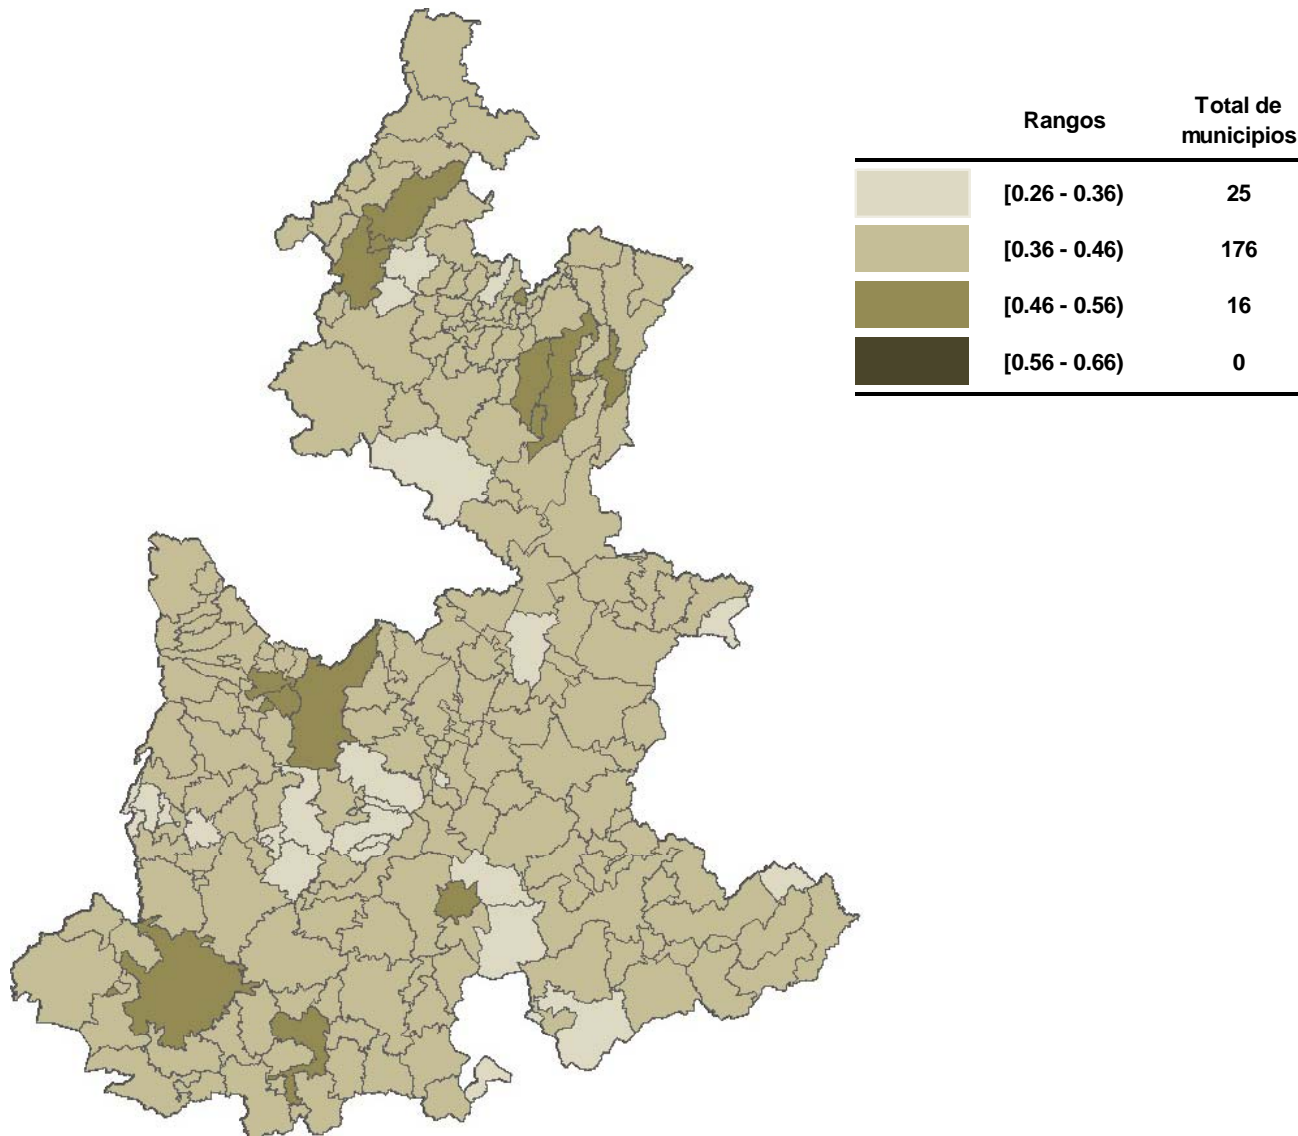 Rangos Total de municipios
[0.26 - 0.36) 25
[0.36 - 0.46) 176
[0.46 - 0.56) 16
[0.56 - 0.66) 0